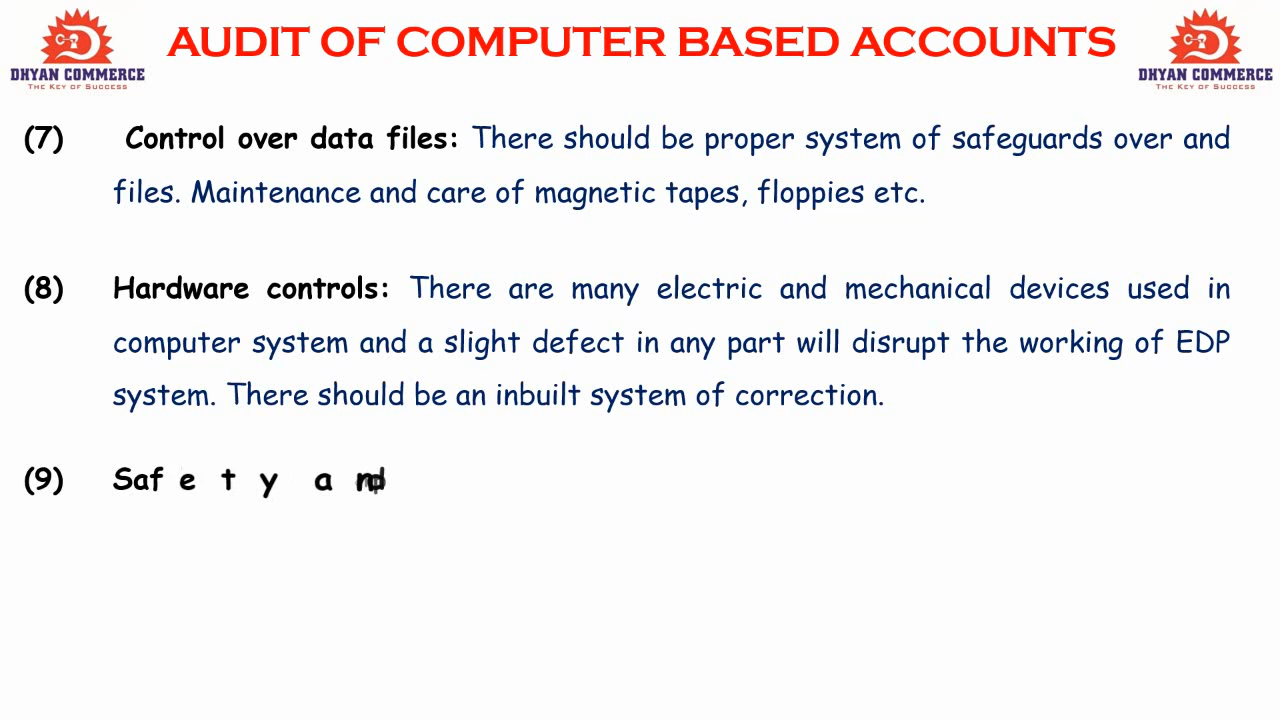 AUDIT OF COMPUTER BASED ACCOUNTS
DHYAN COMMERCE
THE KEY OF SUCCESS
DHYAN COMMERCE
THE KEY OF SUCCESS
(7) Control over data files: There should be proper system of safeguards over and
files. Maintenance and care of magnetic tapes, floppies etc.
(8) Hardware controls: There are many electric and mechanical devices used in
computer system and a slight defect in any part will disrupt the working of EDP
system. There should be an inbuilt system of correction.
(9) Safety